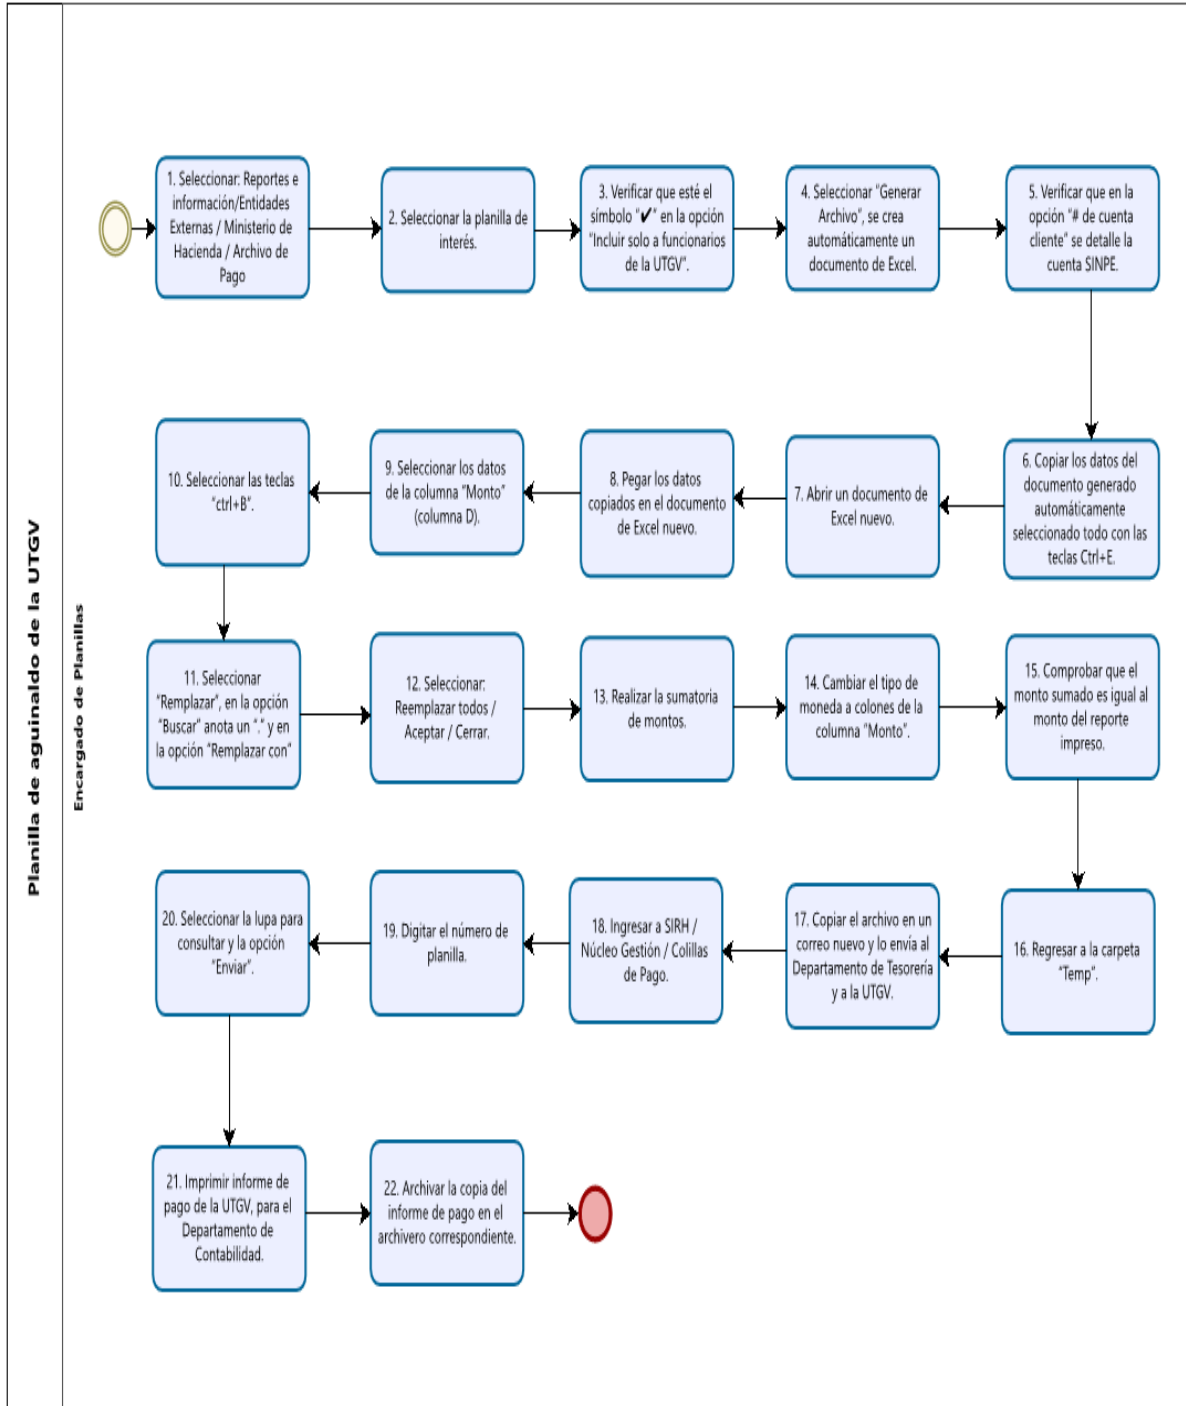 Planilla de aguinaldo de la UTGV
Encargado de Planillas
1. Seleccionar: Reportes e
información/Entidades
Externas / Ministerio de
Hacienda / Archivo de
Pago
2. Seleccionar la planilla de
interés.
3. Verificar que esté el
símbolo "✔" en la opción
"Incluir solo a funcionarios
de la UTGV".
4. Seleccionar "Generar
Archivo", se crea
automáticamente un
documento de Excel.
5. Verificar que en la
opción "# de cuenta
cliente" se detalle la
cuenta SINPE.
6. Copiar los datos del
documento generado
automáticamente
seleccionado todo con las
teclas Ctrl+E.
7. Abrir un documento de
Excel nuevo.
8. Pegar los datos
copiados en el documento
de Excel nuevo.
9. Seleccionar los datos
de la columna "Monto"
(columna D).
10. Seleccionar las teclas
"ctrl+B".
11. Seleccionar
"Remplazar", en la opción
"Buscar" anota un "." y en
la opción "Remplazar con"
12. Seleccionar:
Reemplazar todos /
Aceptar / Cerrar.
13. Realizar la sumatoria
de montos.
14. Cambiar el tipo de
moneda a colones de la
columna "Monto".
15. Comprobar que el
monto sumado es igual al
monto del reporte
impreso.
16. Regresar a la carpeta
"Temp".
17. Copiar el archivo en un
correo nuevo y lo envía al
Departamento de Tesorería
y a la UTGV.
18. Ingresar a SIRH /
Núcleo Gestión / Colillas
de Pago.
19. Digitar el número de
planilla.
20. Seleccionar la lupa para
consultar y la opción
"Enviar".
21. Imprimir informe de
pago de la UTGV, para el
Departamento de
Contabilidad.
22. Archivar la copia del
informe de pago en el
archivero correspondiente.